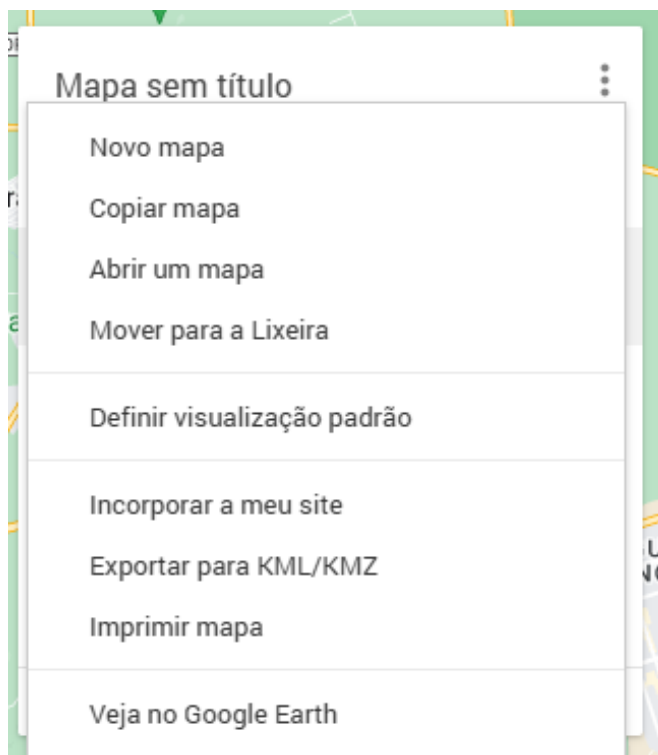 Mapa sem título
Novo mapa
Copiar mapa
Abrir um mapa
Mover para a Lixeira
Definir visualização padrão
Incorporar a meu site
Exportar para KML/KMZ
Imprimir mapa
Veja no Google Earth